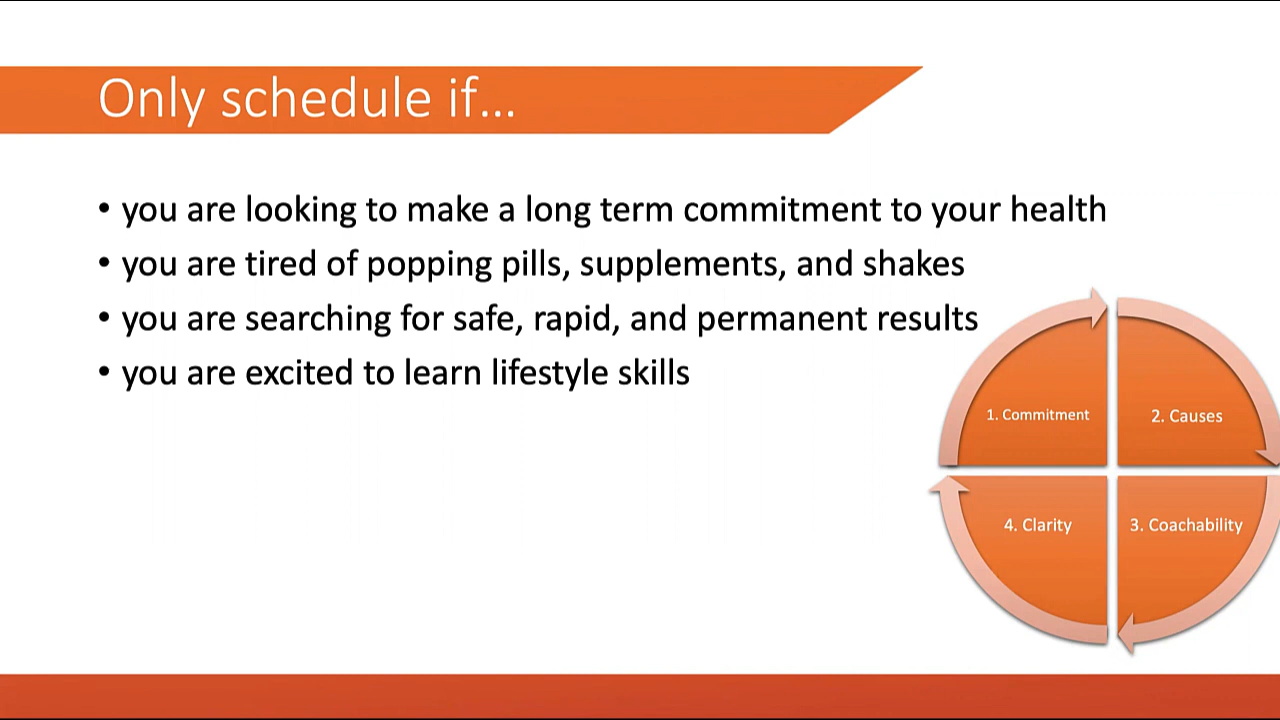 Only schedule if...
• you are looking to make a long term commitment to your health
• you are tired of popping pills, supplements, and shakes
• you are searching for safe, rapid, and permanent results
• you are excited to learn lifestyle skills
1. Commitment
2. Causes
4. Clarity
3. Coachability